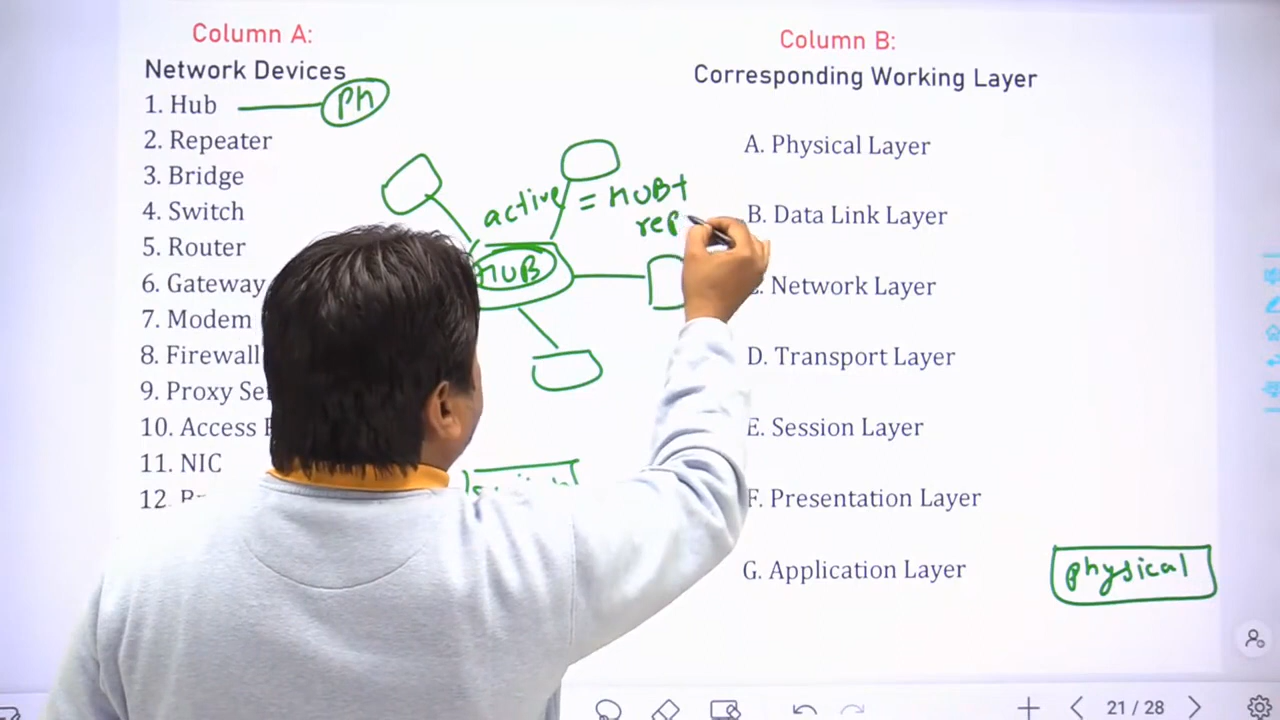 Column A:
Network Devices
1. Hub
ph
2. Repeater
3. Bridge
4. Switch
5. Router
6. Gateway
7. Modem
8. Firewall
9. Proxy Se
10. Access
11. NIC
12.
active = HUB+
rep
HUB
Column B:
Corresponding Working Layer
A. Physical Layer
B. Data Link Layer
Network Layer
D. Transport Layer
E. Session Layer
F. Presentation Layer
G. Application Layer
physical
21 / 28